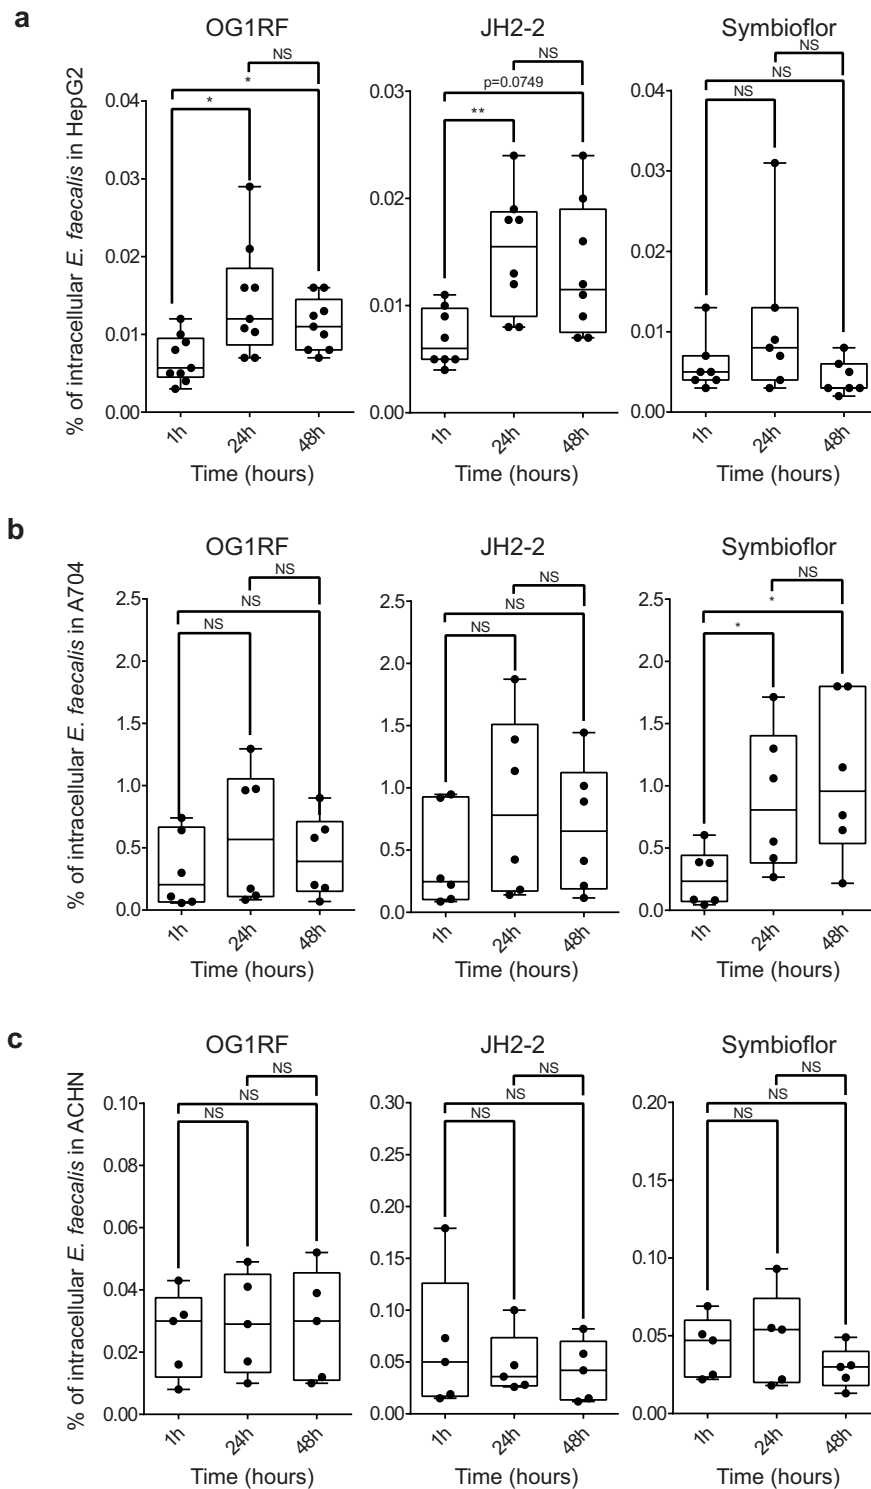 a
OG1RF
JH2-2
Symbioflor
% of intracellular E. faecalis in HepG2
NS
*
*
0.04
0.03
0.02
0.01
0.00
1h
24h
48h
Time (hours)
NS
p=0.0749
**
0.03
0.02
0.01
0.00
1h
24h
48h
Time (hours)
NS
NS
NS
0.04
0.03
0.02
0.01
0.00
1h
24h
48h
Time (hours)
b
OG1RF
JH2-2
Symbioflor
% of intracellular E. faecalis in A704
NS
NS
NS
2.5
2.0
1.5
1.0
0.5
0.0
1h
24h
48h
Time (hours)
NS
NS
NS
2.5
2.0
1.5
1.0
0.5
0.0
1h
24h
48h
Time (hours)
NS
*
*
2.5
2.0
1.5
1.0
0.5
0.0
1h
24h
48h
Time (hours)
c
OG1RF
JH2-2
Symbioflor
% of intracellular E. faecalis in ACHN
NS
NS
NS
0.10
0.08
0.06
0.04
0.02
0.00
1h
24h
48h
Time (hours)
NS
NS
NS
0.30
0.25
0.20
0.15
0.10
0.05
0.00
1h
24h
48h
Time (hours)
NS
NS
NS
0.20
0.15
0.10
0.05
0.00
1h
24h
48h
Time (hours)